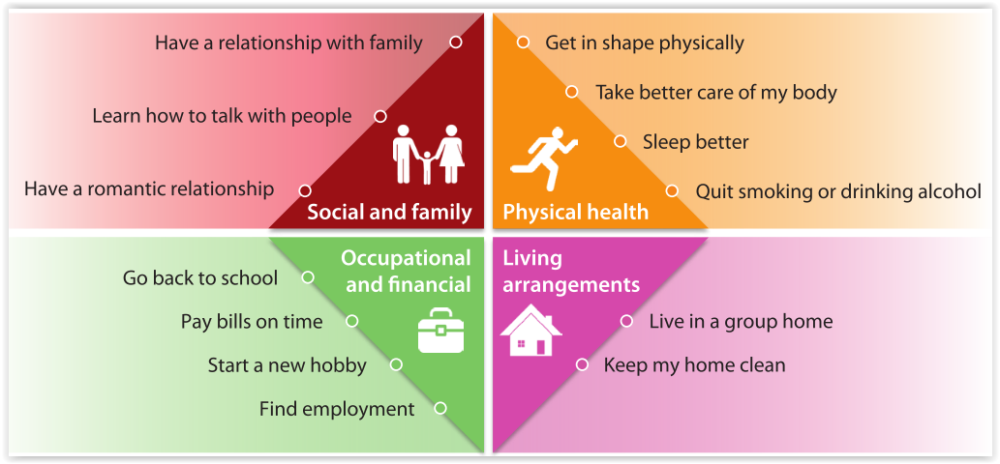 Have a relationship with family
Learn how to talk with people
Have a romantic relationship
Social and family
Get in shape physically
Take better care of my body
Sleep better
Quit smoking or drinking alcohol
Physical health
Occupational
and financial
Go back to school
Pay bills on time
Start a new hobby
Find employment
Living
arrangements
Live in a group home
Keep my home clean